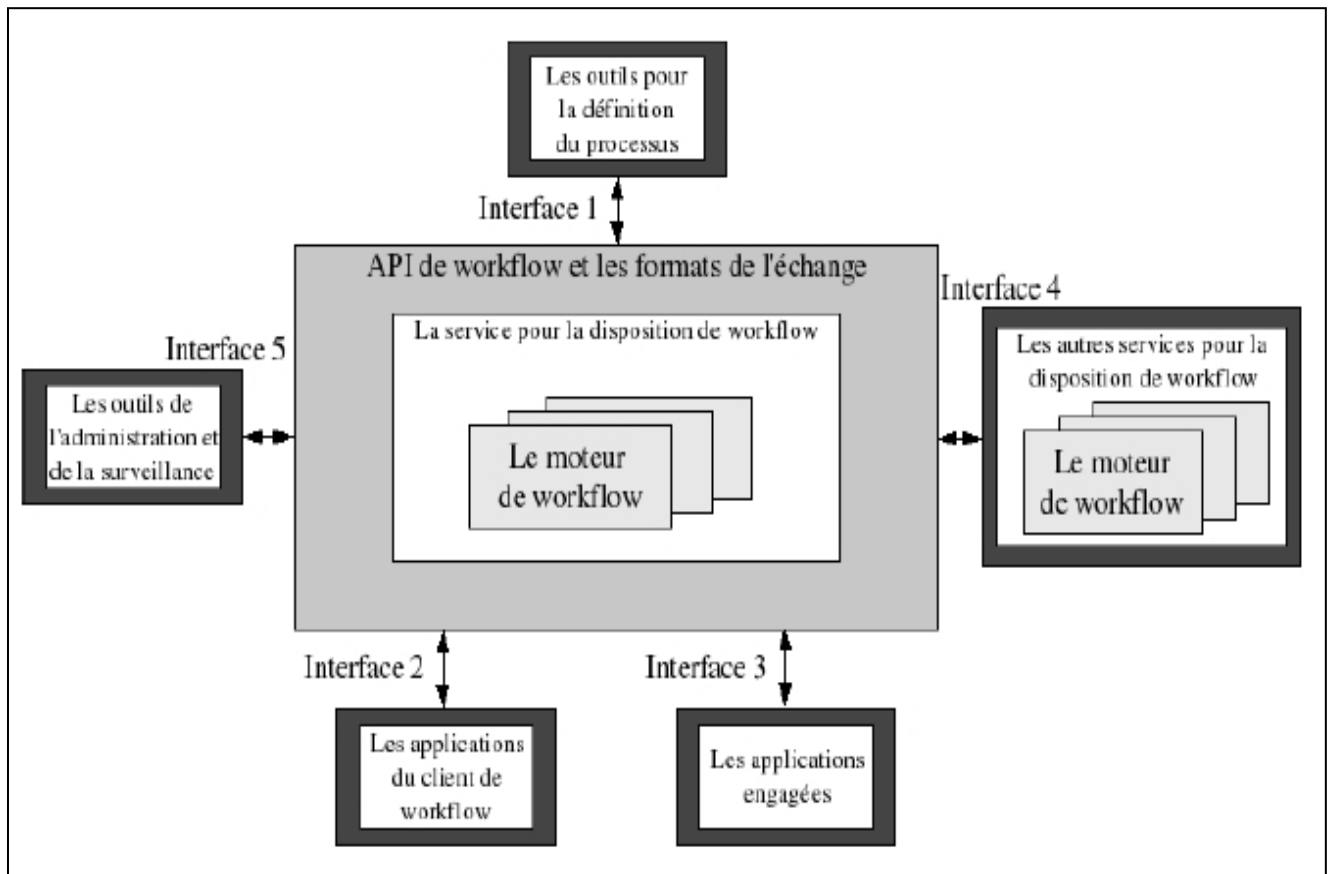 Les outils pour
la définition
du processus
Interface 1
API de workflow et les formats de l'échange
Interface 4
La service pour la disposition de workflow
Interface 5
Les autres services pour la
disposition de workflow
Les outils de
l'administration et
de la surveillance
Le moteur
de workflow
Le moteur
de workflow
Interface 2
Interface 3
Les applications
du client de
workflow
Les applications
engagées